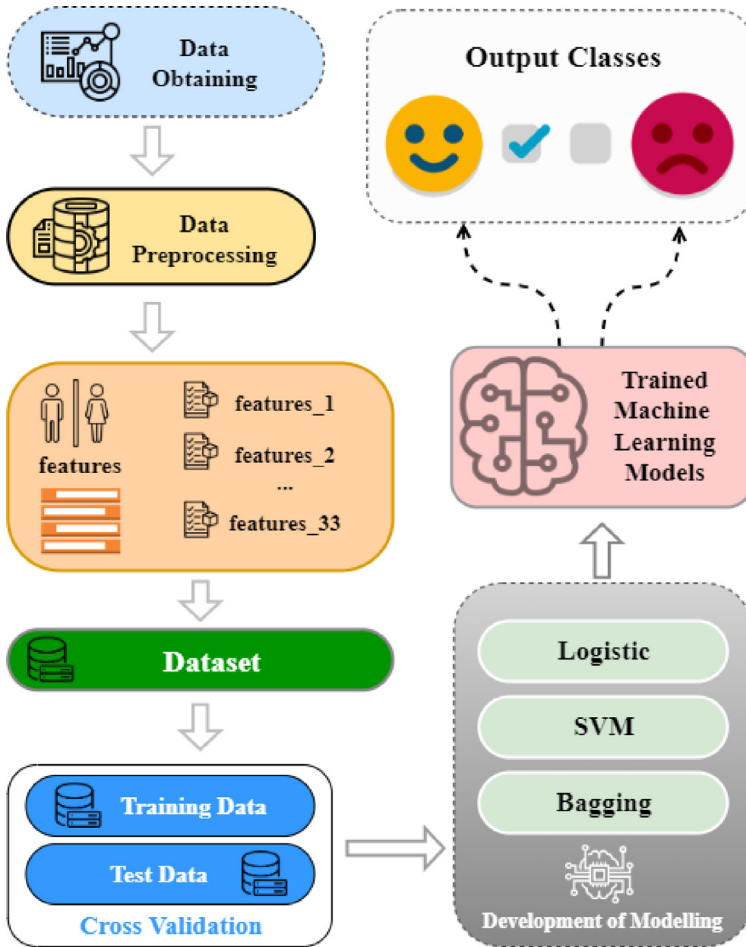 Data
Obtaining
Data
Preprocessing
features
features_1
features_2
...
features_33
Dataset
Training Data
Test Data
Cross Validation
Logistic
SVM
Bagging
Development of Modelling
Trained
Machine
Learning
Models
Output Classes